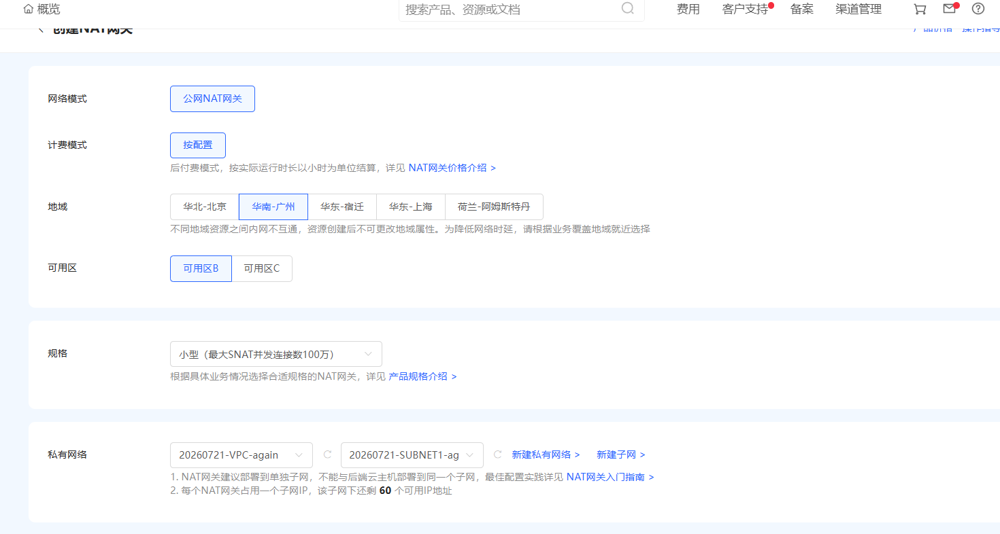 概览
搜索产品、资源或文档
费用 客户支持 备案 渠道管理
创建NAT网关
产品价格 操作指导
网络模式 公网NAT网关
计费模式 按配置
后付费模式，按实际运行时长以小时为单位结算，详见 NAT网关价格介绍 >
地域 华北-北京 华南-广州 华东-宿迁 华东-上海 荷兰-阿姆斯特丹
不同地域资源之间内网不互通，资源创建后不可更改地域属性。为降低网络时延，请根据业务覆盖地域就近选择
可用区 可用区B 可用区C
规格 小型（最大SNAT并发连接数100万）
根据具体业务情况选择合适规格的NAT网关，详见 产品规格介绍 >
私有网络 20260721-VPC-again 20260721-SUBNET1-ag 新建私有网络 > 新建子网 >
1. NAT网关建议部署到单独子网，不能与后端云主机部署到同一个子网，最佳配置实践详见 NAT网关入门指南 >
2. 每个NAT网关占用一个子网IP，该子网下还剩 60 个可用IP地址